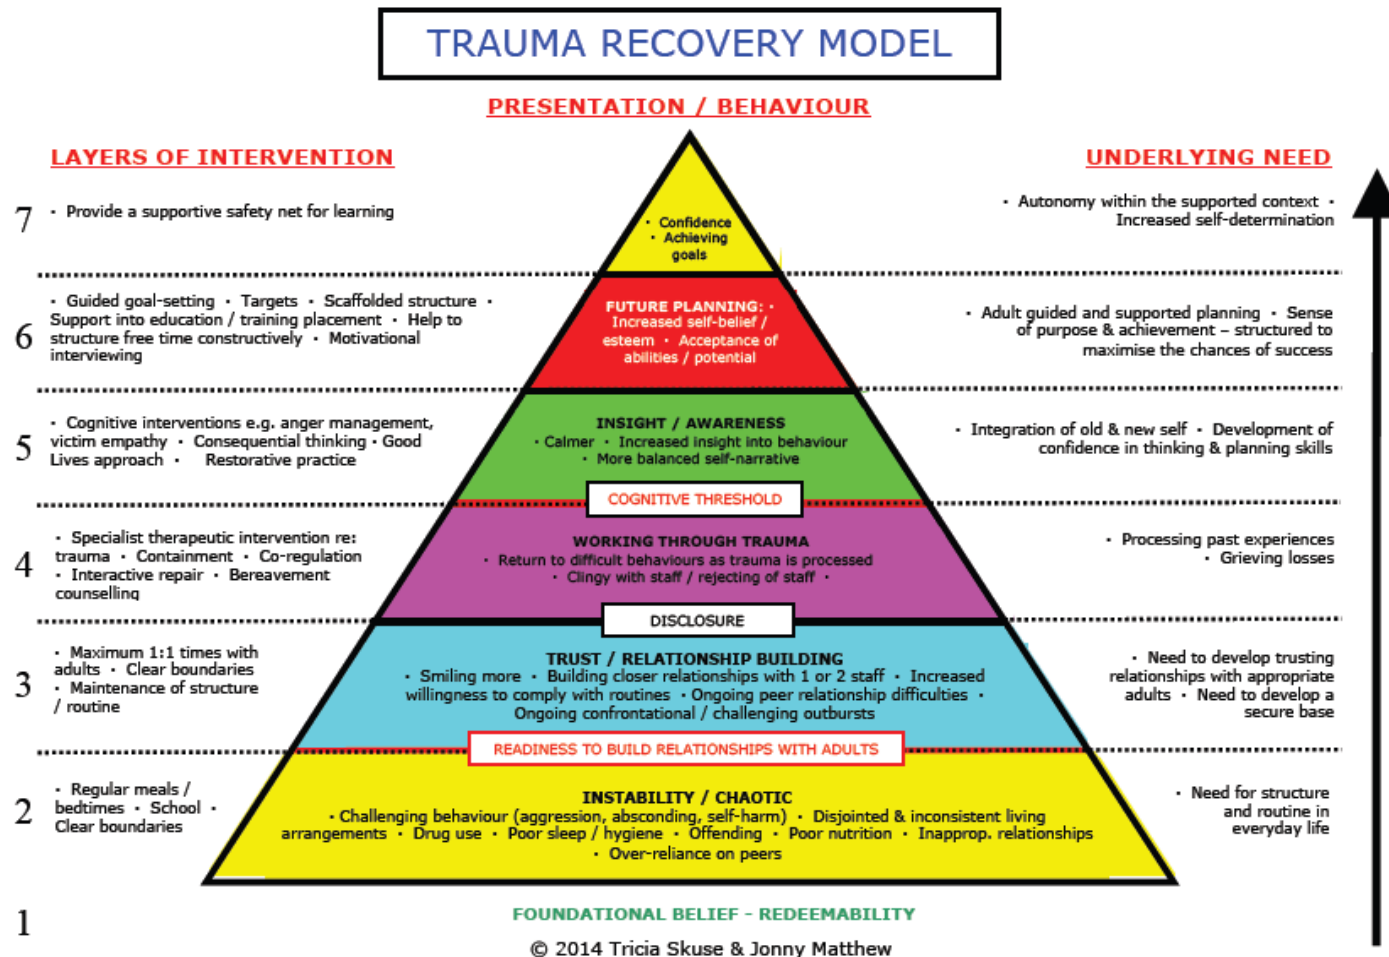 TRAUMA RECOVERY MODEL
PRESENTATION / BEHAVIOUR
LAYERS OF INTERVENTION
UNDERLYING NEED
7
· Provide a supportive safety net for learning
· Confidence
· Achieving
goals
· Autonomy within the supported context ·
Increased self-determination
6
· Guided goal-setting · Targets · Scaffolded structure ·
Support into education / training placement · Help to
structure free time constructively · Motivational
interviewing
FUTURE PLANNING: ·
Increased self-belief /
esteem · Acceptance of
abilities / potential
· Adult guided and supported planning · Sense
of purpose & achievement – structured to
maximise the chances of success
5
· Cognitive interventions e.g. anger management,
victim empathy · Consequential thinking · Good
Lives approach · Restorative practice
INSIGHT / AWARENESS
· Calmer · Increased insight into behaviour
· More balanced self-narrative
· Integration of old & new self · Development of
confidence in thinking & planning skills
COGNITIVE THRESHOLD
4
· Specialist therapeutic intervention re:
trauma · Containment · Co-regulation
· Interactive repair · Bereavement
counselling
WORKING THROUGH TRAUMA
· Return to difficult behaviours as trauma is processed
· Clingy with staff / rejecting of staff ·
· Processing past experiences
· Grieving losses
DISCLOSURE
3
· Maximum 1:1 times with
adults · Clear boundaries
· Maintenance of structure
/ routine
TRUST / RELATIONSHIP BUILDING
· Smiling more · Building closer relationships with 1 or 2 staff · Increased
willingness to comply with routines · Ongoing peer relationship difficulties ·
Ongoing confrontational / challenging outbursts
· Need to develop trusting
relationships with appropriate
adults · Need to develop a
secure base
READINESS TO BUILD RELATIONSHIPS WITH ADULTS
2
· Regular meals /
bedtimes · School ·
Clear boundaries
INSTABILITY / CHAOTIC
· Challenging behaviour (aggression, absconding, self-harm) · Disjointed & inconsistent living
arrangements · Drug use · Poor sleep / hygiene · Offending · Poor nutrition · Inapprop. relationships
· Over-reliance on peers
· Need for structure
and routine in
everyday life
1
FOUNDATIONAL BELIEF - REDEEMABILITY
© 2014 Tricia Skuse & Jonny Matthew